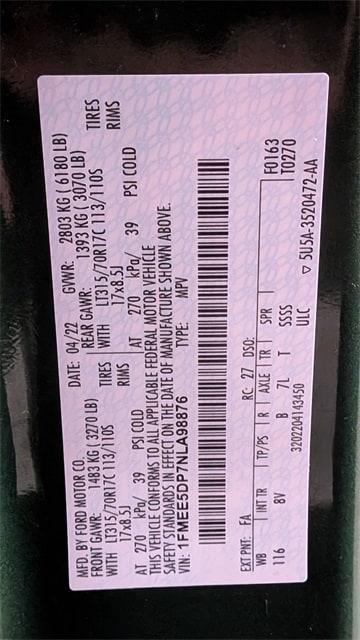 MFD. BY FORD MOTOR CO.
DATE: 04/22 GVWR: 2803 KG ( 6180 LB)
FRONT GAWR: 1483 KG ( 3270 LB) REAR GAWR: 1393 KG ( 3070 LB)
WITH LT315/70R17C 113/110S TIRES WITH LT315/70R17C 113/110S TIRES
17x8.5J RIMS 17x8.5J RIMS
AT 270 kPa/ 39 PSI COLD AT 270 kPa/ 39 PSI COLD
THIS VEHICLE CONFORMS TO ALL APPLICABLE FEDERAL MOTOR VEHICLE
SAFETY STANDARDS IN EFFECT ON THE DATE OF MANUFACTURE SHOWN ABOVE.
VIN: 1FMEE5DP7NLA98876 TYPE: MPV
F0163
T0270
EXT PNT: FA RC: 27 DSO:
WB INT TR TP/PS R AXLE TR SPR
116 8V B 7L T SSSS
ULC
3202204143450
▽ 5U5A-3520472-AA